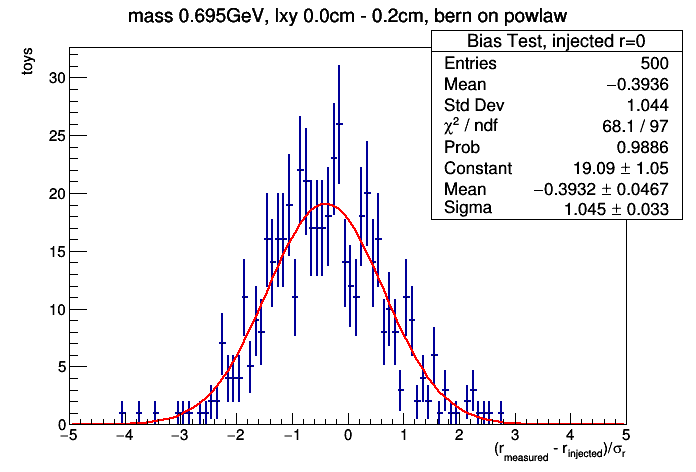 mass 0.695GeV, lxy 0.0cm - 0.2cm, bern on powlaw
toys
Bias Test, injected r=0
Entries 500
Mean −0.3936
Std Dev 1.044
χ² / ndf 68.1 / 97
Prob 0.9886
Constant 19.09 ± 1.05
Mean −0.3932 ± 0.0467
Sigma 1.045 ± 0.033
30
25
20
15
10
5
0
−5 −4 −3 −2 −1 0 1 2 3 4 5
(r_measured - r_injected)/σ_r